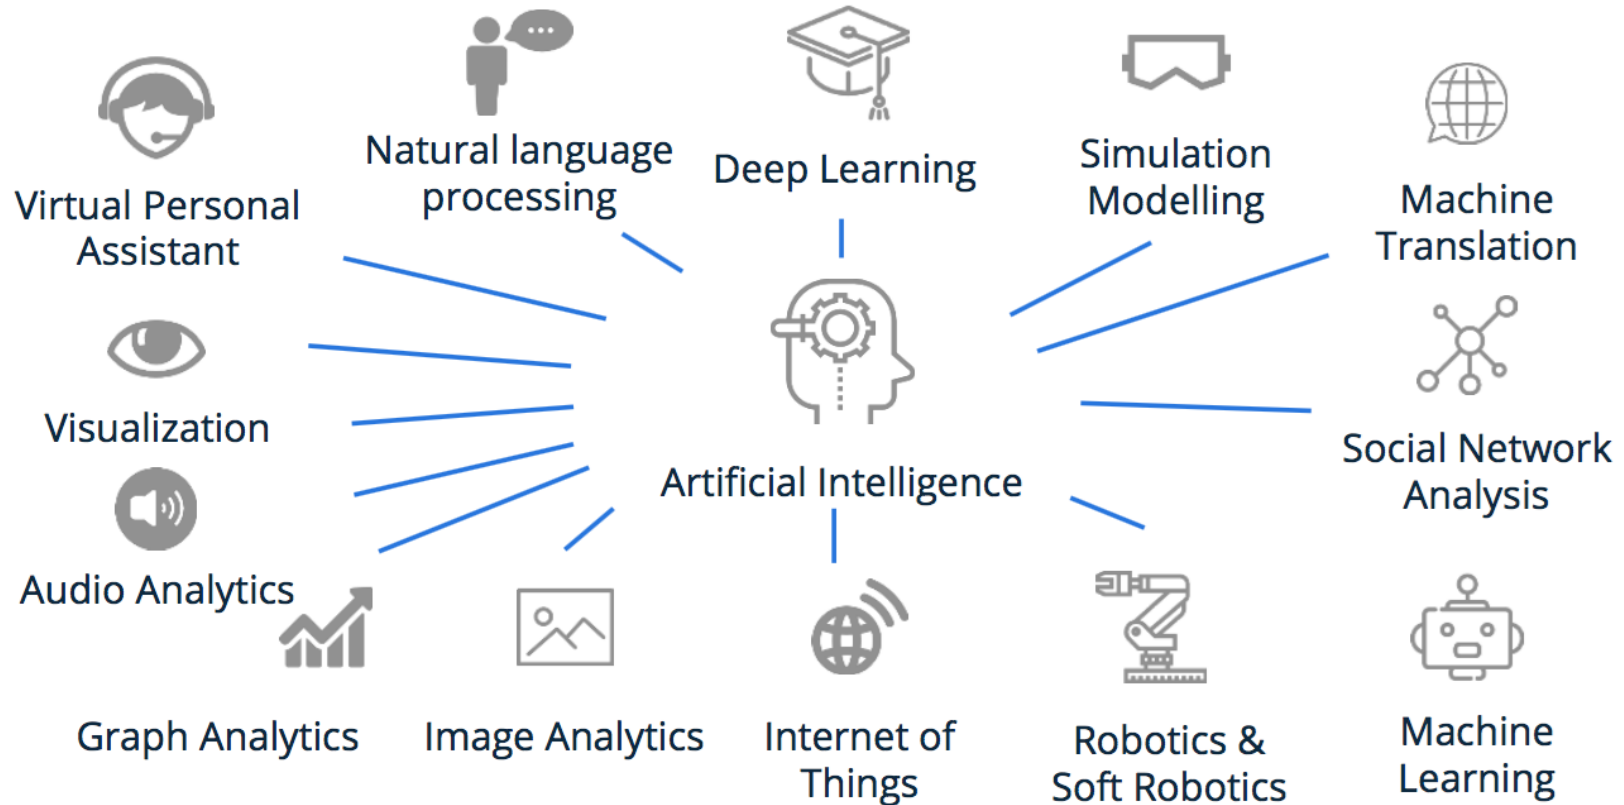 Natural language
processing
Deep Learning
Simulation
Modelling
Virtual Personal
Assistant
Machine
Translation
Visualization
Artificial Intelligence
Social Network
Analysis
Audio Analytics
Graph Analytics
Image Analytics
Internet of
Things
Robotics &
Soft Robotics
Machine
Learning